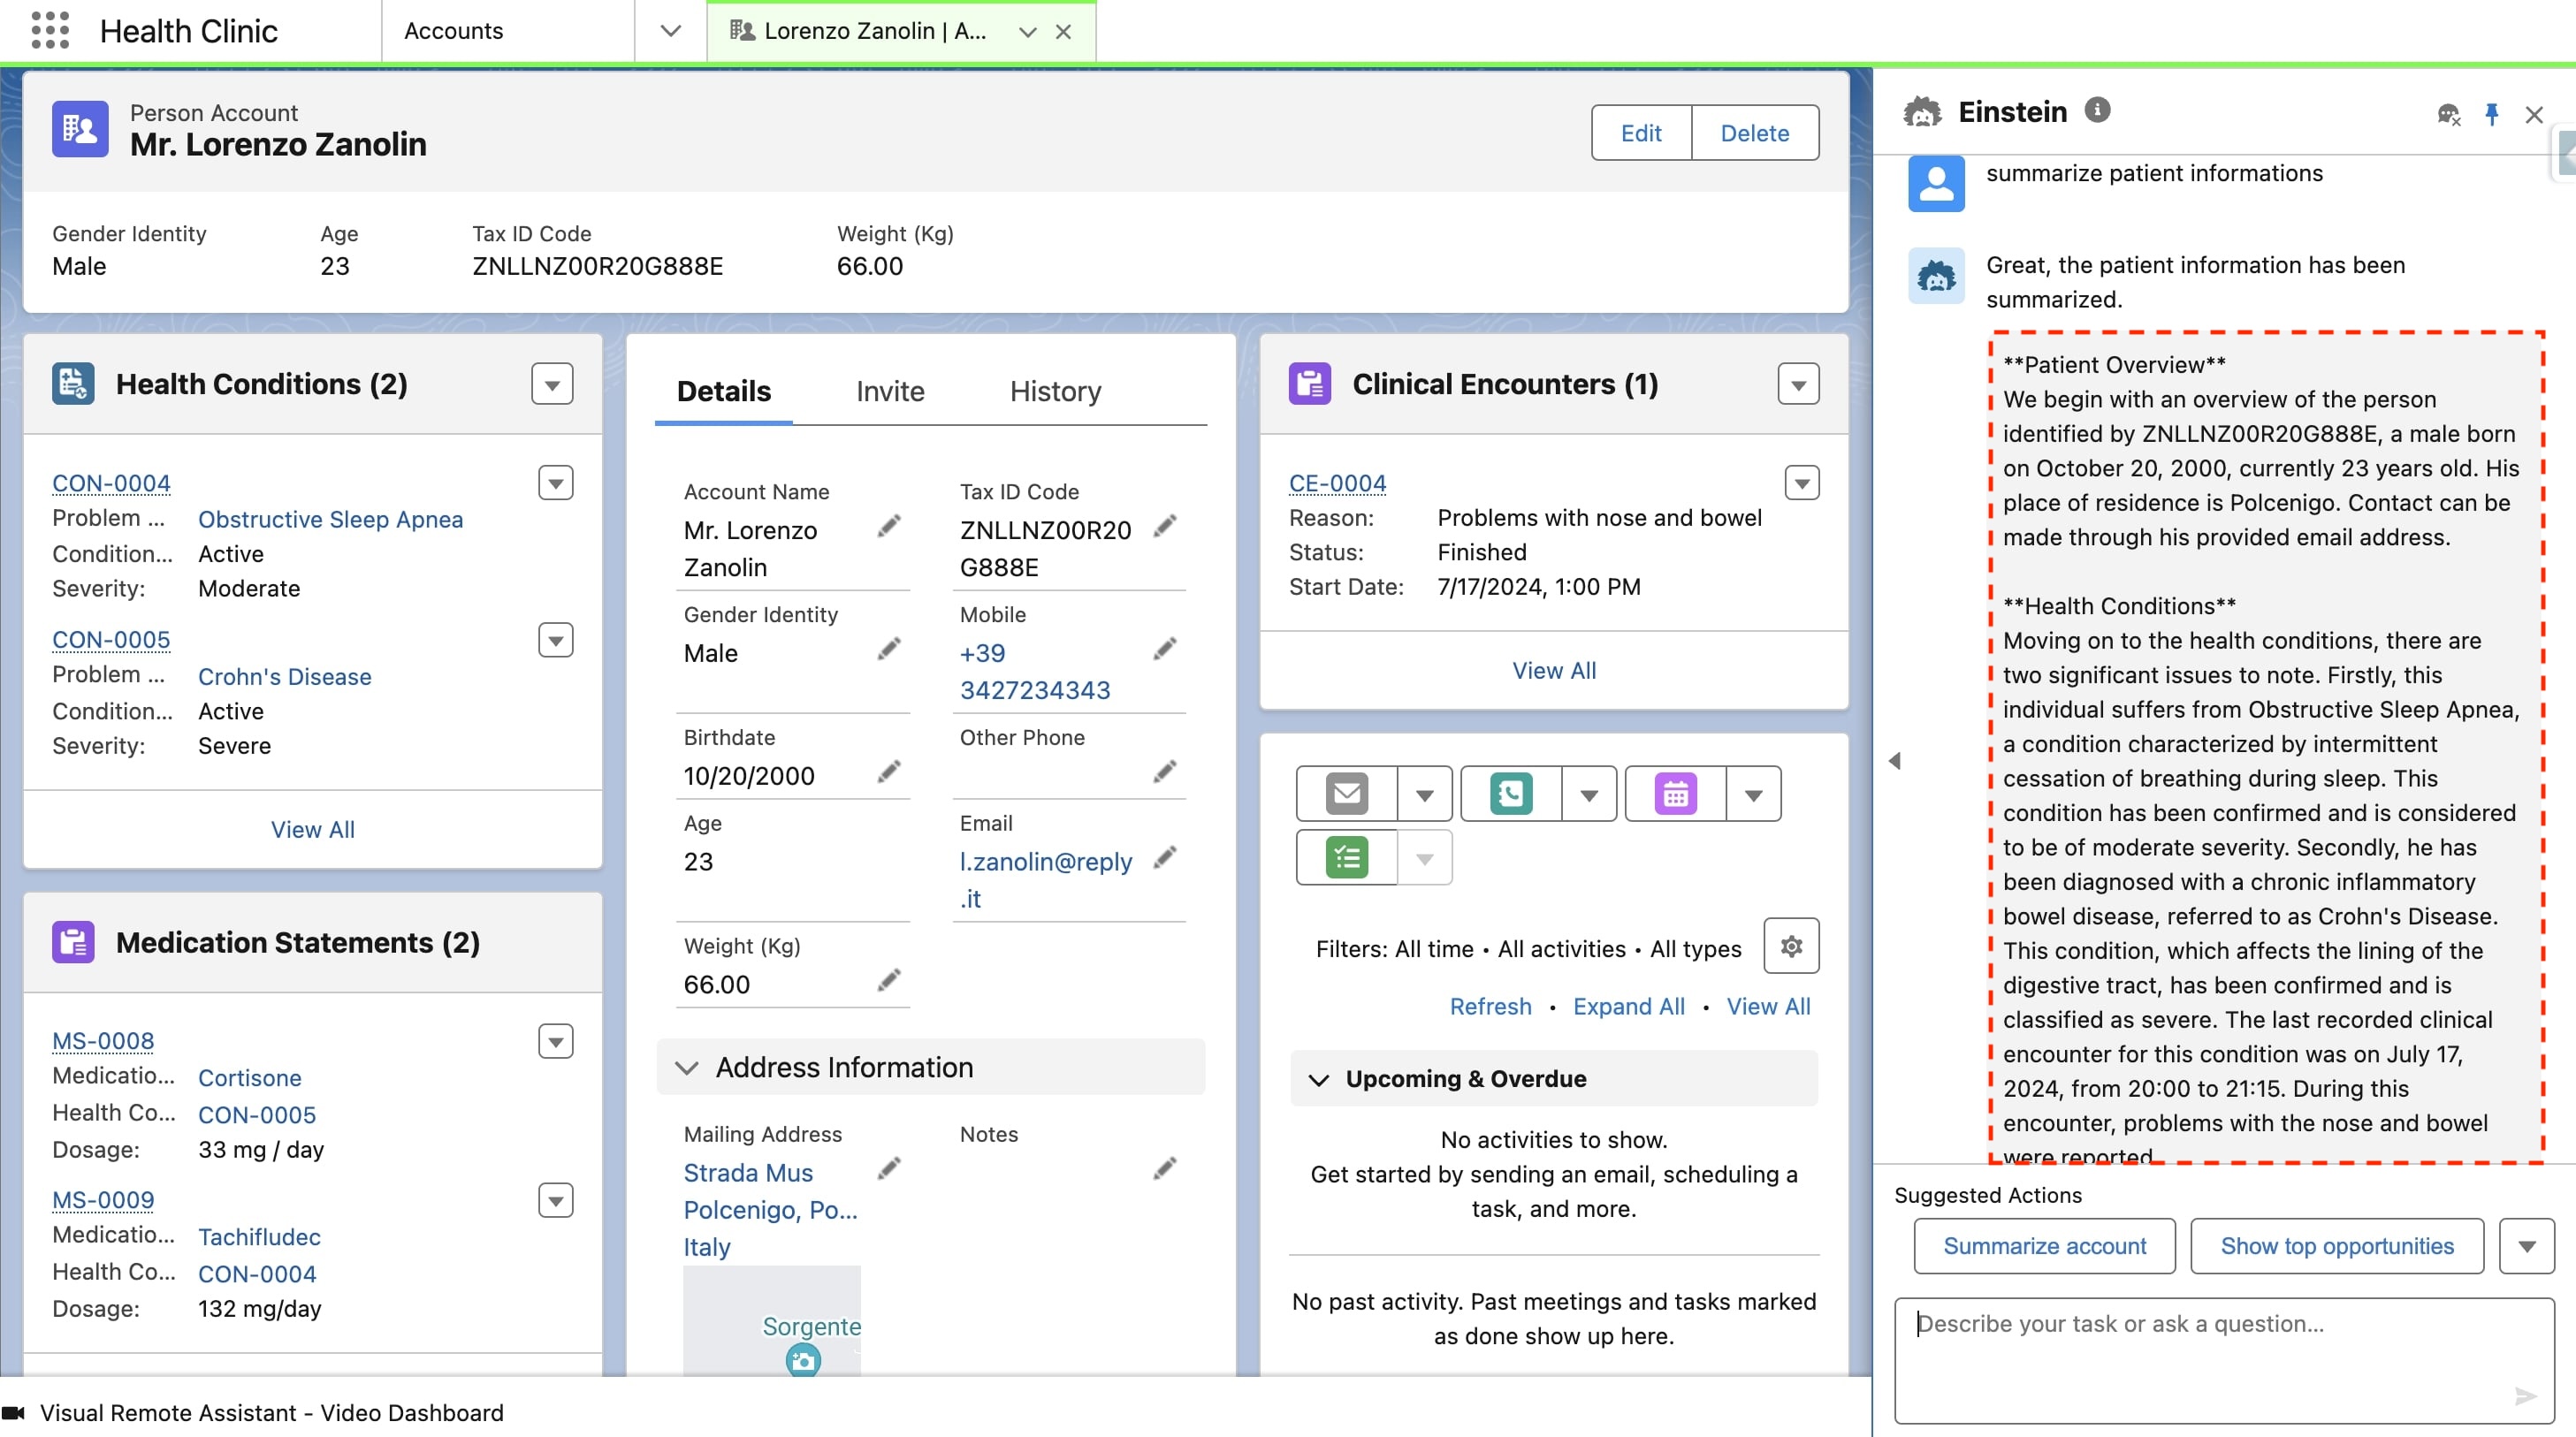 Health Clinic
Accounts
Lorenzo Zanolin | A...
Person Account
Mr. Lorenzo Zanolin
Edit
Delete
Gender Identity
Male
Age
23
Tax ID Code
ZNLLNZ00R20G888E
Weight (Kg)
66.00
Health Conditions (2)
CON-0004
Problem ... Obstructive Sleep Apnea
Condition... Active
Severity: Moderate
CON-0005
Problem ... Crohn's Disease
Condition... Active
Severity: Severe
View All
Medication Statements (2)
MS-0008
Medicatio... Cortisone
Health Co... CON-0005
Dosage: 33 mg / day
MS-0009
Medicatio... Tachifludec
Health Co... CON-0004
Dosage: 132 mg/day
Details
Invite
History
Account Name
Mr. Lorenzo
Zanolin
Tax ID Code
ZNLLNZ00R20
G888E
Gender Identity
Male
Mobile
+39
3427234343
Birthdate
10/20/2000
Other Phone
Age
23
Email
l.zanolin@reply
.it
Weight (Kg)
66.00
Address Information
Mailing Address
Strada Mus
Polcenigo, Po...
Italy
Notes
Sorgente
Clinical Encounters (1)
CE-0004
Reason: Problems with nose and bowel
Status: Finished
Start Date: 7/17/2024, 1:00 PM
View All
Filters: All time • All activities • All types
Refresh • Expand All • View All
Upcoming & Overdue
No activities to show.
Get started by sending an email, scheduling a
task, and more.
No past activity. Past meetings and tasks marked
as done show up here.
Einstein
summarize patient informations
Great, the patient information has been
summarized.
**Patient Overview**
We begin with an overview of the person
identified by ZNLLNZ00R20G888E, a male born
on October 20, 2000, currently 23 years old. His
place of residence is Polcenigo. Contact can be
made through his provided email address.
**Health Conditions**
Moving on to the health conditions, there are
two significant issues to note. Firstly, this
individual suffers from Obstructive Sleep Apnea,
a condition characterized by intermittent
cessation of breathing during sleep. This
condition has been confirmed and is considered
to be of moderate severity. Secondly, he has
been diagnosed with a chronic inflammatory
bowel disease, referred to as Crohn's Disease.
This condition, which affects the lining of the
digestive tract, has been confirmed and is
classified as severe. The last recorded clinical
encounter for this condition was on July 17,
2024, from 20:00 to 21:15. During this
encounter, problems with the nose and bowel
were reported
Suggested Actions
Summarize account
Show top opportunities
Describe your task or ask a question...
Visual Remote Assistant - Video Dashboard